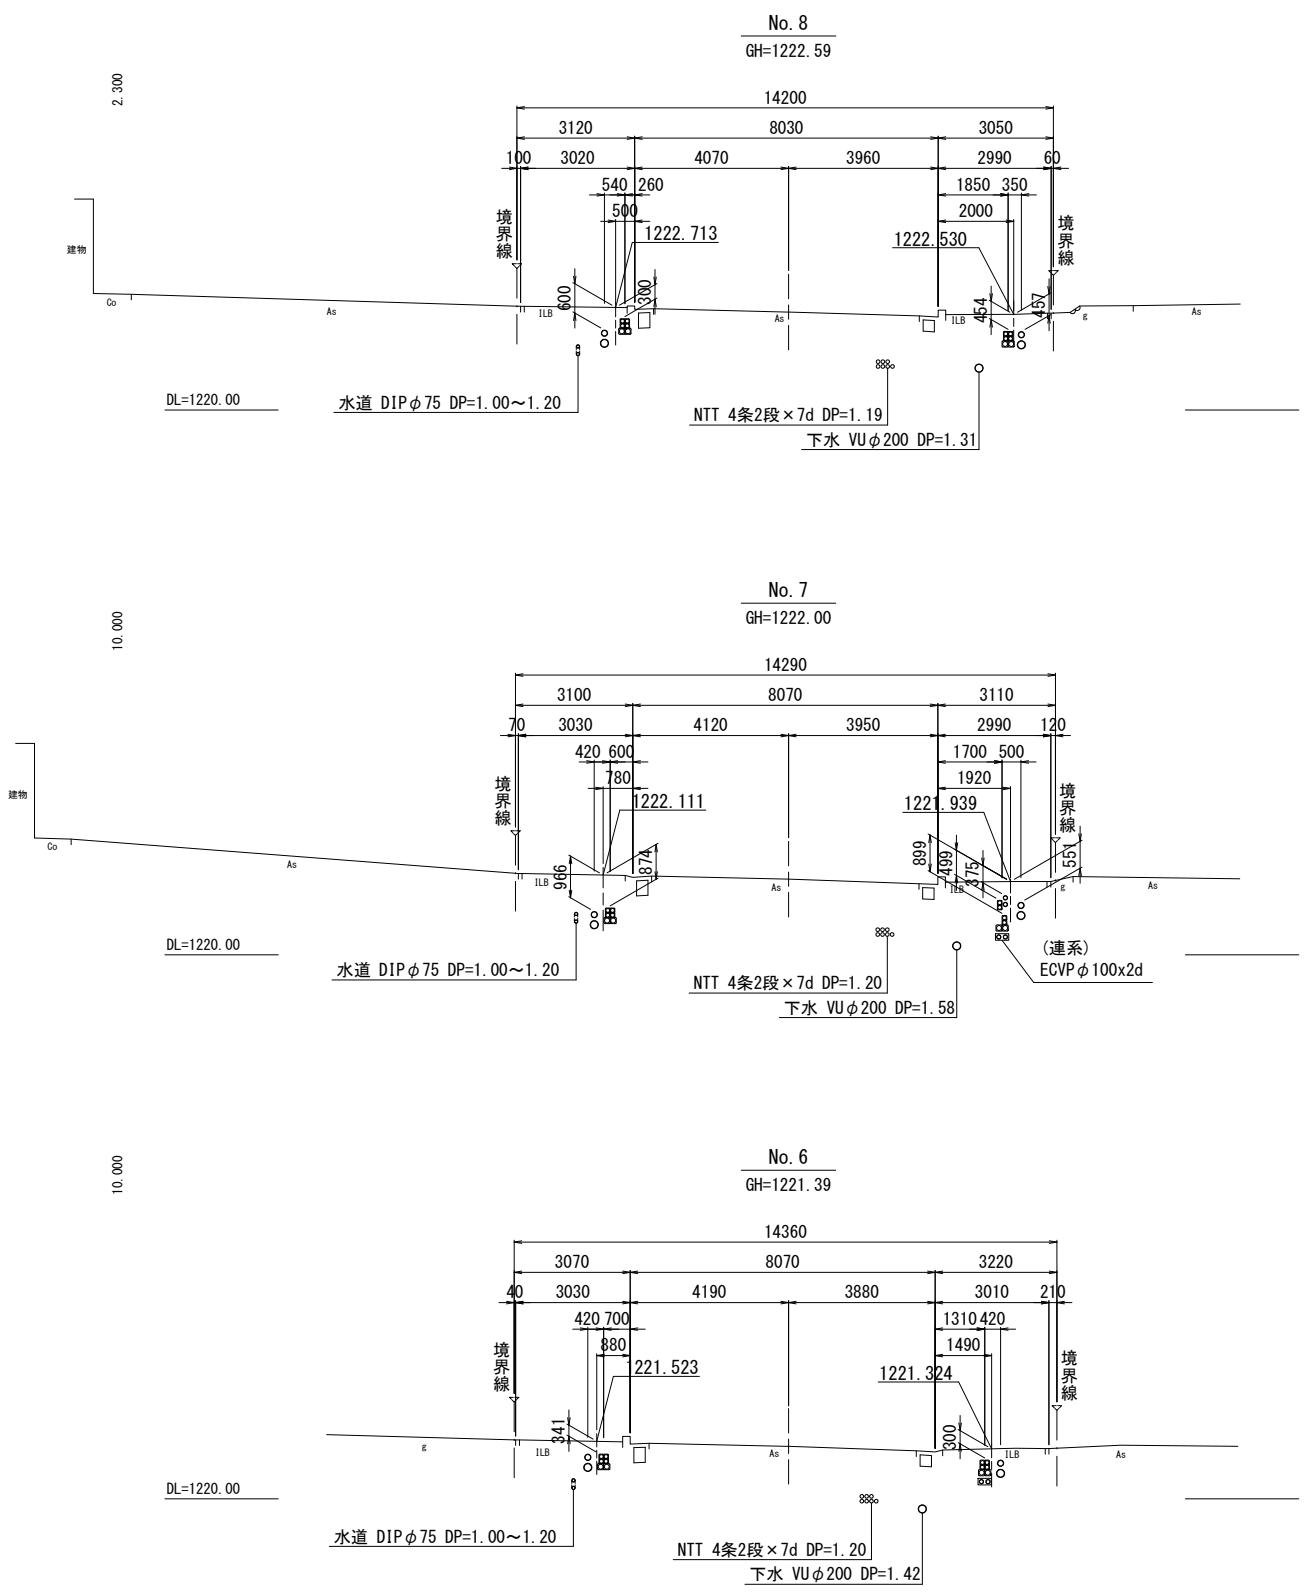 No. 8
GH=1222.59
2.300
14200
3120 8030 3050
100 3020 4070 3960 2990 60
540 260 1850 350
500 2000
境界線
1222.713
1222.530
境界線
建物
Co
As
ILB
600
300
As
454
ILB
457
g
As
DL=1220.00
水道 DIPφ75 DP=1.00～1.20
NTT 4条2段×7d DP=1.19
下水 VUφ200 DP=1.31
No. 7
GH=1222.00
10.000
14290
3100 8070 3110
70 3030 4120 3950 2990 120
420 600 1700 500
780 1920
境界線
1222.111
1221.939
境界線
建物
Co
As
ILB
966
874
As
899
499
375
ILB
551
g
As
DL=1220.00
水道 DIPφ75 DP=1.00～1.20
NTT 4条2段×7d DP=1.20
下水 VUφ200 DP=1.58
(連系)
ECVPφ100x2d
No. 6
GH=1221.39
10.000
14360
3070 8070 3220
40 3030 4190 3880 3010 210
420 700 1310 420
880 1490
境界線
1221.523
1221.324
境界線
g
ILB
341
As
300
ILB
As
DL=1220.00
水道 DIPφ75 DP=1.00～1.20
NTT 4条2段×7d DP=1.20
下水 VUφ200 DP=1.42